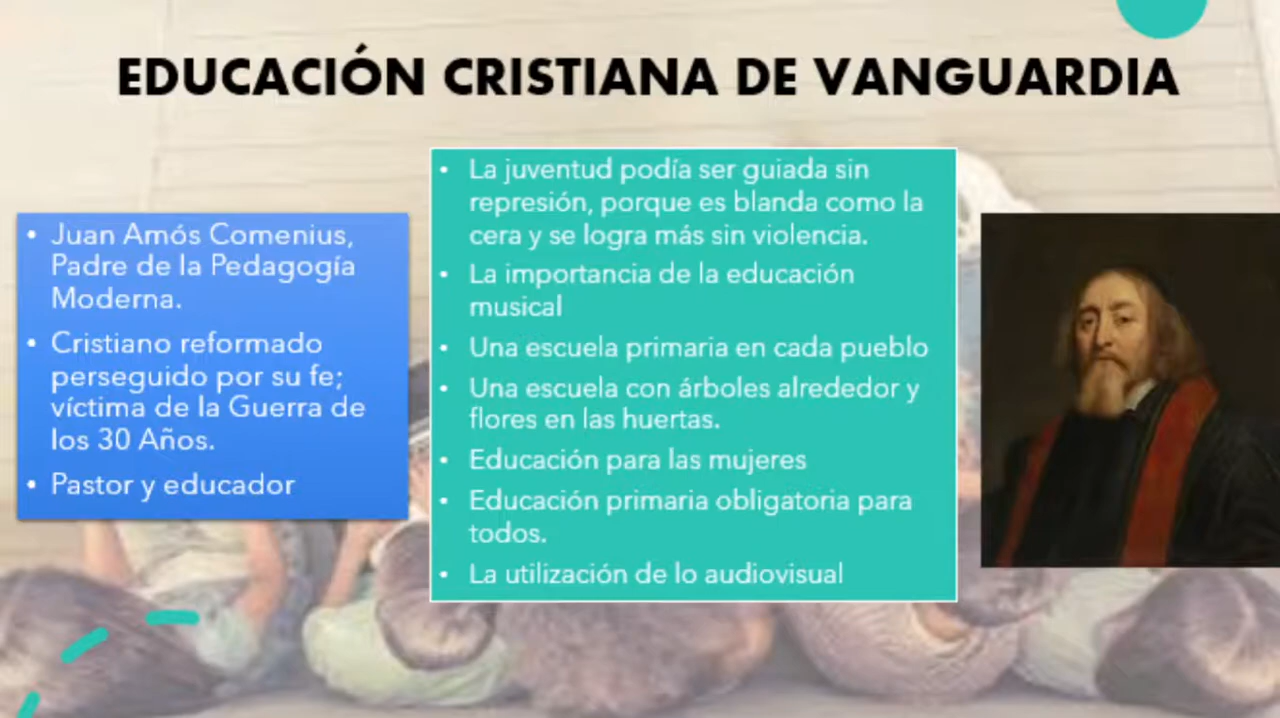 EDUCACIÓN CRISTIANA DE VANGUARDIA
• Juan Amós Comenius,
Padre de la Pedagogía
Moderna.
• Cristiano reformado
perseguido por su fe;
víctima de la Guerra de
los 30 Años.
• Pastor y educador
• La juventud podía ser guiada sin
represión, porque es blanda como la
cera y se logra más sin violencia.
• La importancia de la educación
musical
• Una escuela primaria en cada pueblo
• Una escuela con árboles alrededor y
flores en las huertas.
• Educación para las mujeres
• Educación primaria obligatoria para
todos.
• La utilización de lo audiovisual